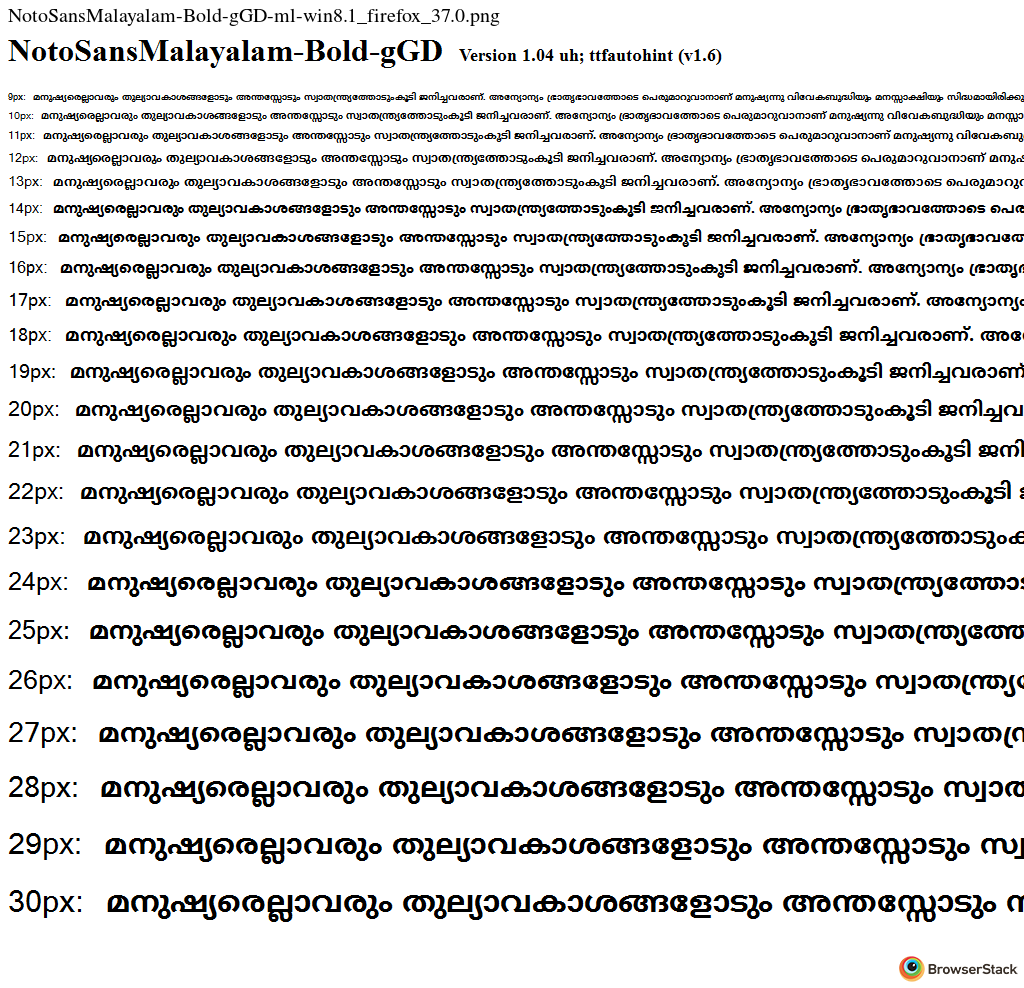 NotoSansMalayalam-Bold-gGD-ml-win8.1_firefox_37.0.png
NotoSansMalayalam-Bold-gGD Version 1.04 uh; ttfautohint (v1.6)
9px: മനുഷ്യരെല്ലാവരും തുല്യാവകാശങ്ങളോടും അന്തസ്സോടും സ്വാതന്ത്ര്യത്തോടുംകൂടി ജനിച്ചവരാണ്. അന്യോന്യം ഭ്രാതൃഭാവത്തോടെ പെരുമാറുവാനാണ് മനുഷ്യന്നു വിവേകബുദ്ധിയും മനസ്സാക്ഷിയും സിദ്ധമായിരിക്കു
10px: മനുഷ്യരെല്ലാവരും തുല്യാവകാശങ്ങളോടും അന്തസ്സോടും സ്വാതന്ത്ര്യത്തോടുംകൂടി ജനിച്ചവരാണ്. അന്യോന്യം ഭ്രാതൃഭാവത്തോടെ പെരുമാറുവാനാണ് മനുഷ്യന്നു വിവേകബുദ്ധിയും മനസ്സാ
11px: മനുഷ്യരെല്ലാവരും തുല്യാവകാശങ്ങളോടും അന്തസ്സോടും സ്വാതന്ത്ര്യത്തോടുംകൂടി ജനിച്ചവരാണ്. അന്യോന്യം ഭ്രാതൃഭാവത്തോടെ പെരുമാറുവാനാണ് മനുഷ്യന്നു വിവേകബു
12px: മനുഷ്യരെല്ലാവരും തുല്യാവകാശങ്ങളോടും അന്തസ്സോടും സ്വാതന്ത്ര്യത്തോടുംകൂടി ജനിച്ചവരാണ്. അന്യോന്യം ഭ്രാതൃഭാവത്തോടെ പെരുമാറുവാനാണ് മനുഷ
13px: മനുഷ്യരെല്ലാവരും തുല്യാവകാശങ്ങളോടും അന്തസ്സോടും സ്വാതന്ത്ര്യത്തോടുംകൂടി ജനിച്ചവരാണ്. അന്യോന്യം ഭ്രാതൃഭാവത്തോടെ പെരുമാറു
14px: മനുഷ്യരെല്ലാവരും തുല്യാവകാശങ്ങളോടും അന്തസ്സോടും സ്വാതന്ത്ര്യത്തോടുംകൂടി ജനിച്ചവരാണ്. അന്യോന്യം ഭ്രാതൃഭാവത്തോടെ പെര
15px: മനുഷ്യരെല്ലാവരും തുല്യാവകാശങ്ങളോടും അന്തസ്സോടും സ്വാതന്ത്ര്യത്തോടുംകൂടി ജനിച്ചവരാണ്. അന്യോന്യം ഭ്രാതൃഭാവത്തേ
16px: മനുഷ്യരെല്ലാവരും തുല്യാവകാശങ്ങളോടും അന്തസ്സോടും സ്വാതന്ത്ര്യത്തോടുംകൂടി ജനിച്ചവരാണ്. അന്യോന്യം ഭ്രാതൃ
17px: മനുഷ്യരെല്ലാവരും തുല്യാവകാശങ്ങളോടും അന്തസ്സോടും സ്വാതന്ത്ര്യത്തോടുംകൂടി ജനിച്ചവരാണ്. അന്യോന്യം
18px: മനുഷ്യരെല്ലാവരും തുല്യാവകാശങ്ങളോടും അന്തസ്സോടും സ്വാതന്ത്ര്യത്തോടുംകൂടി ജനിച്ചവരാണ്. അന്യേ
19px: മനുഷ്യരെല്ലാവരും തുല്യാവകാശങ്ങളോടും അന്തസ്സോടും സ്വാതന്ത്ര്യത്തോടുംകൂടി ജനിച്ചവരാണ്
20px: മനുഷ്യരെല്ലാവരും തുല്യാവകാശങ്ങളോടും അന്തസ്സോടും സ്വാതന്ത്ര്യത്തോടുംകൂടി ജനിച്ചവ
21px: മനുഷ്യരെല്ലാവരും തുല്യാവകാശങ്ങളോടും അന്തസ്സോടും സ്വാതന്ത്ര്യത്തോടുംകൂടി ജനി
22px: മനുഷ്യരെല്ലാവരും തുല്യാവകാശങ്ങളോടും അന്തസ്സോടും സ്വാതന്ത്ര്യത്തോടുംകൂടി
23px: മനുഷ്യരെല്ലാവരും തുല്യാവകാശങ്ങളോടും അന്തസ്സോടും സ്വാതന്ത്ര്യത്തോടുംക
24px: മനുഷ്യരെല്ലാവരും തുല്യാവകാശങ്ങളോടും അന്തസ്സോടും സ്വാതന്ത്ര്യത്തോ
25px: മനുഷ്യരെല്ലാവരും തുല്യാവകാശങ്ങളോടും അന്തസ്സോടും സ്വാതന്ത്ര്യത്തേ
26px: മനുഷ്യരെല്ലാവരും തുല്യാവകാശങ്ങളോടും അന്തസ്സോടും സ്വാതന്ത്ര്യ
27px: മനുഷ്യരെല്ലാവരും തുല്യാവകാശങ്ങളോടും അന്തസ്സോടും സ്വാതന്ത്ര
28px: മനുഷ്യരെല്ലാവരും തുല്യാവകാശങ്ങളോടും അന്തസ്സോടും സ്വാത
29px: മനുഷ്യരെല്ലാവരും തുല്യാവകാശങ്ങളോടും അന്തസ്സോടും സ്വ
30px: മനുഷ്യരെല്ലാവരും തുല്യാവകാശങ്ങളോടും അന്തസ്സോടും
BrowserStack